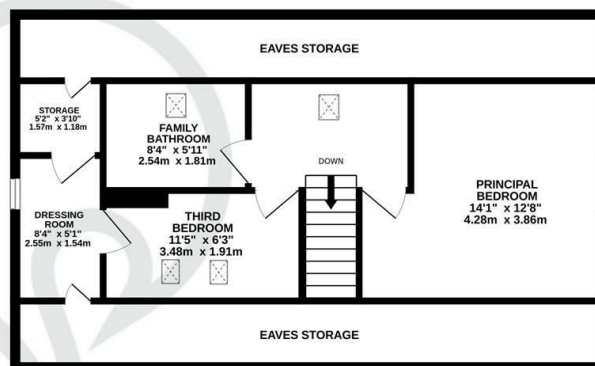 EAVES STORAGE
STORAGE
5'2" x 3'10"
1.57m x 1.18m
FAMILY
BATHROOM
8'4" x 5'11"
2.54m x 1.81m
DOWN
PRINCIPAL
BEDROOM
14'1" x 12'8"
4.28m x 3.86m
DRESSING
ROOM
8'4" x 5'1"
2.55m x 1.54m
THIRD
BEDROOM
11'5" x 6'3"
3.48m x 1.91m
EAVES STORAGE